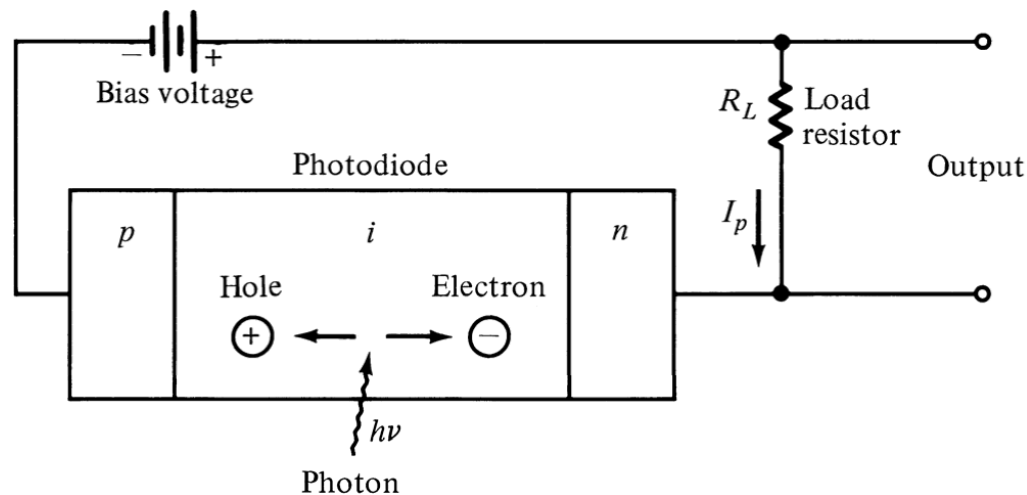 − +
Bias voltage
R_L Load
resistor
Output
Photodiode
I_p
p i n
Hole Electron
+ −
hν
Photon